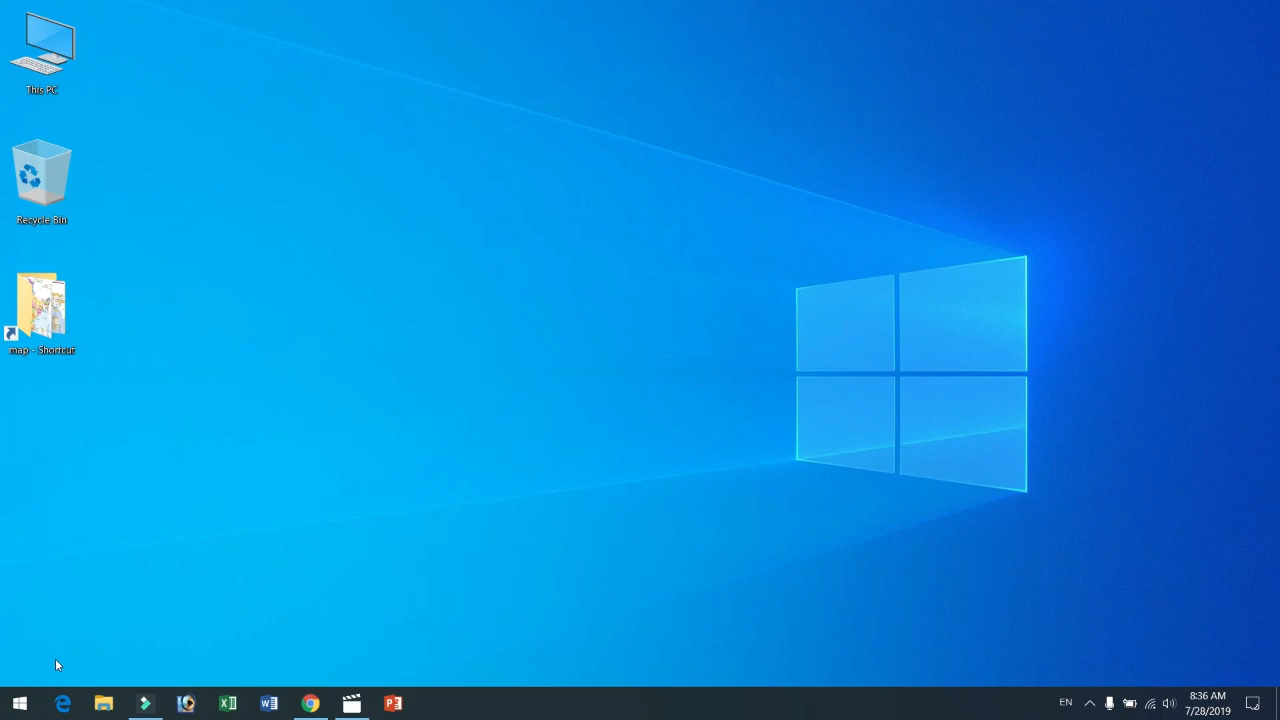 This PC
Recycle Bin
map - Shortcut
EN
8:36 AM
7/28/2019